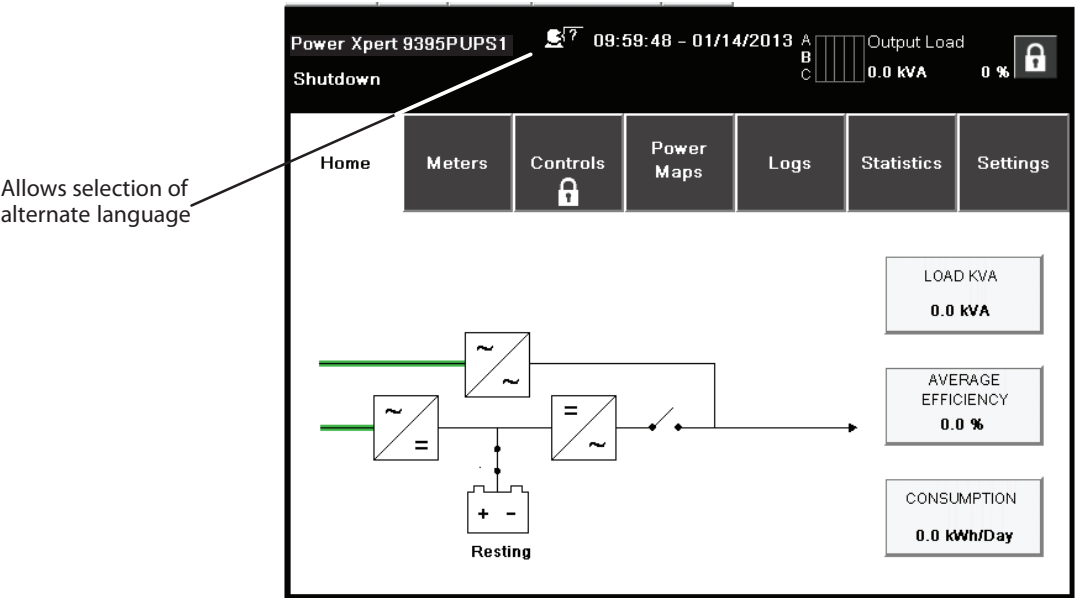 Power Xpert 9395PUPS1
? 09:59:48 - 01/14/2013
Shutdown
A
B
C
Output Load
0.0 kVA 0 %
Home
Meters
Controls
Power
Maps
Logs
Statistics
Settings
Allows selection of
alternate language
LOAD KVA
0.0 kVA
AVERAGE
EFFICIENCY
0.0 %
CONSUMPTION
0.0 kWh/Day
~
~
~
=
=
~
+ -
Resting